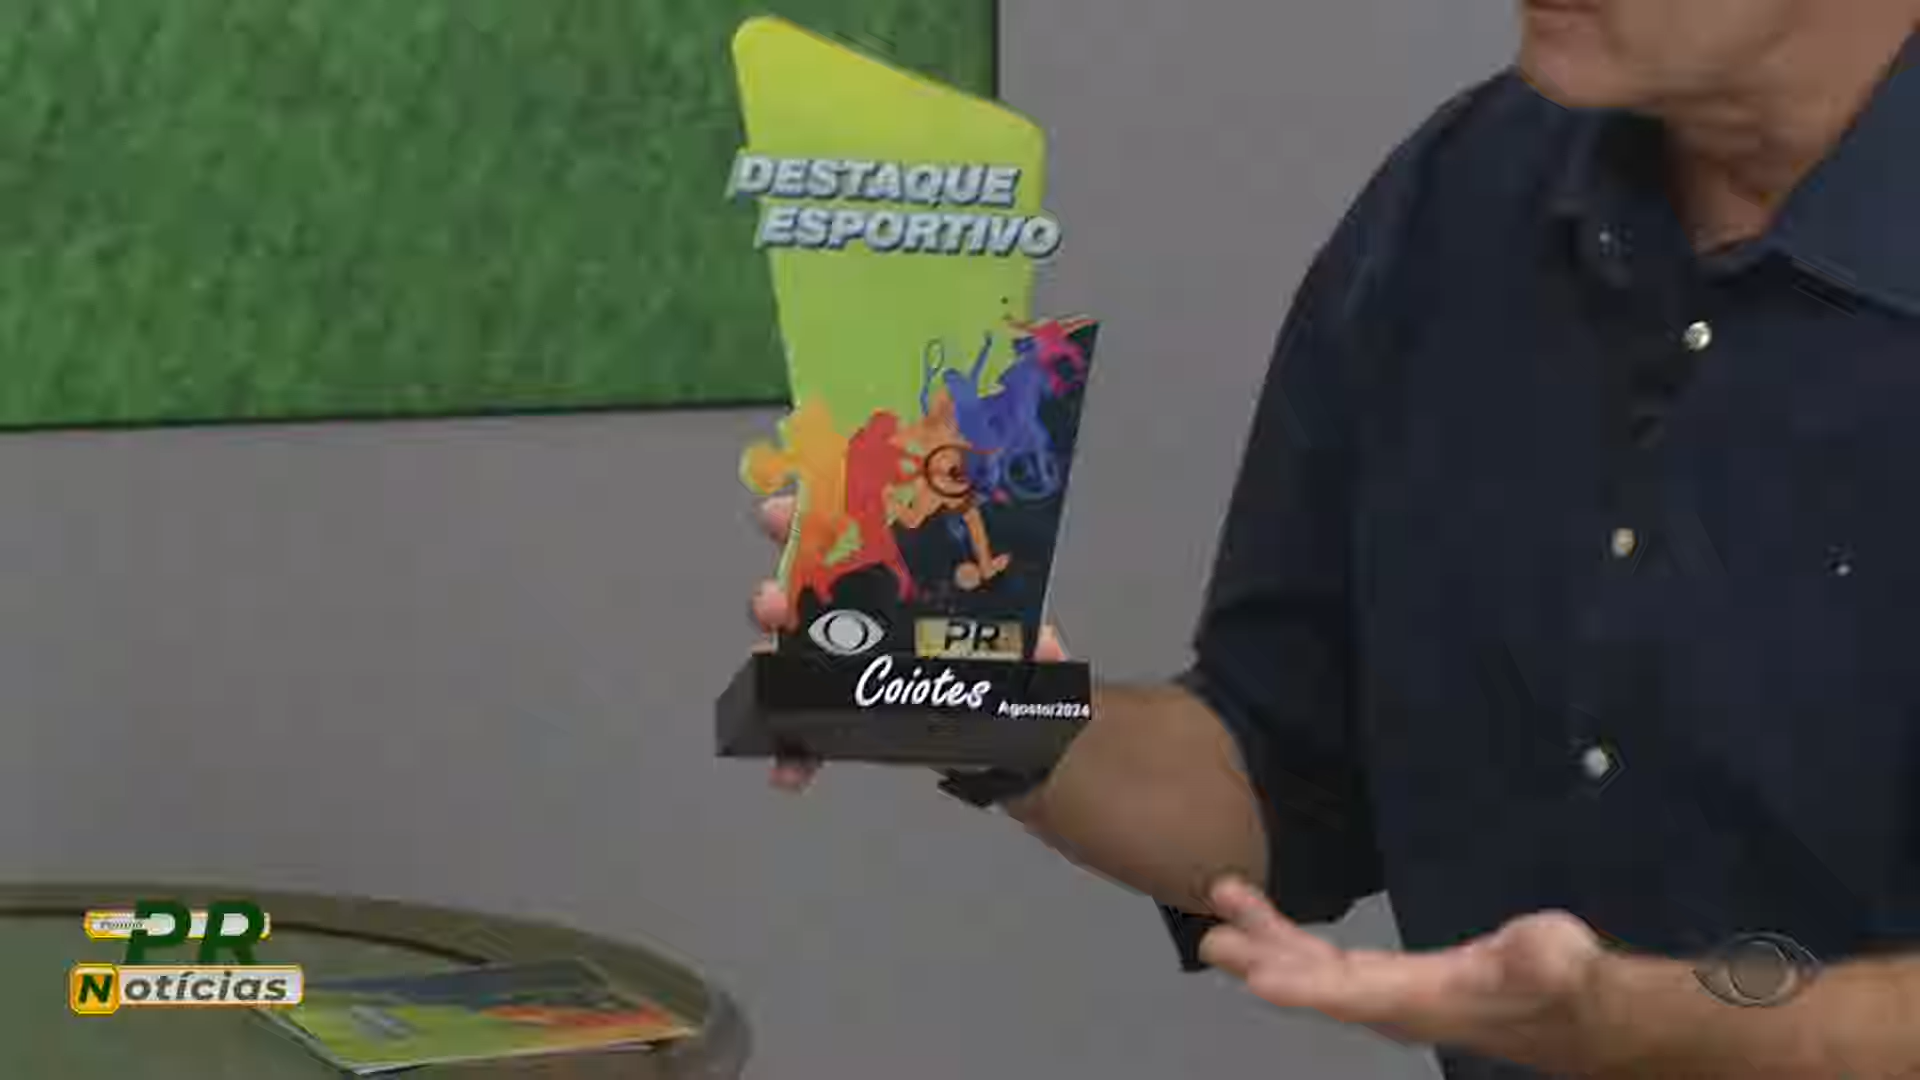 DESTAQUE
ESPORTIVO
PR
Coiotes
Agosto/2024
PR
Notícias